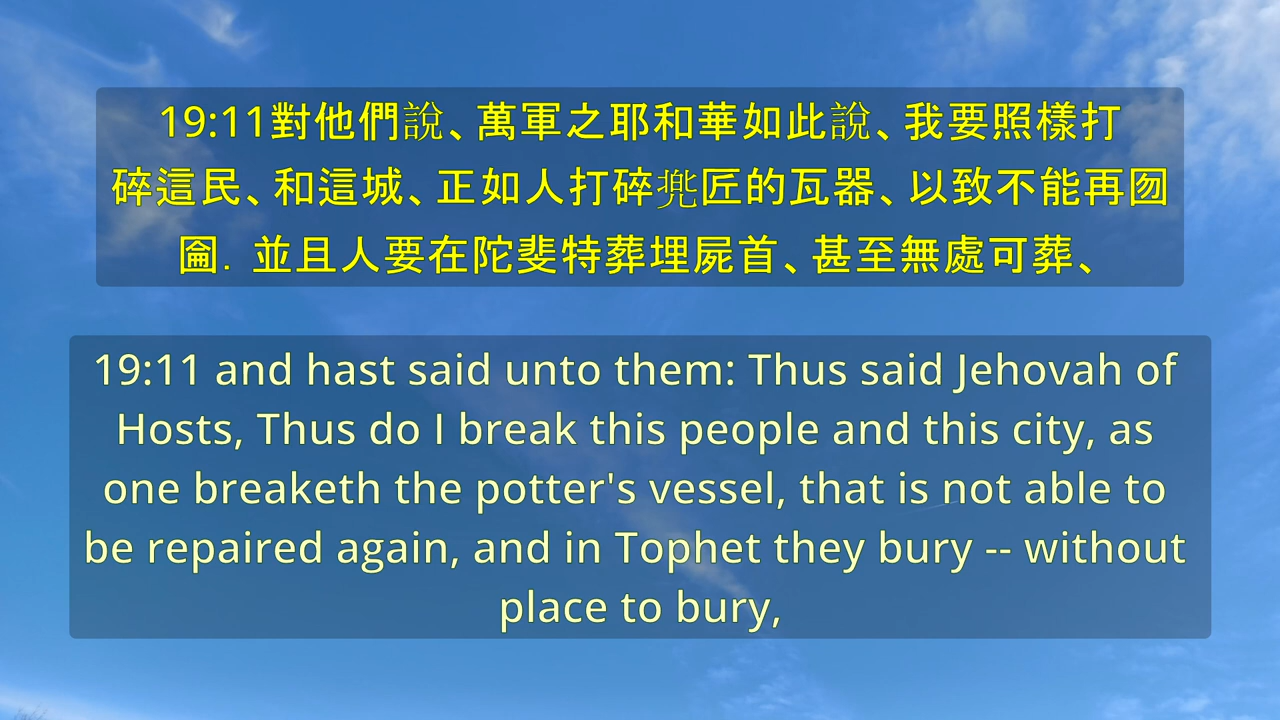 19:11對他們說、萬軍之耶和華如此說、我要照樣打
碎這民、和這城、正如人打碎兠匠的瓦器、以致不能再囫
圇．並且人要在陀斐特葬埋屍首、甚至無處可葬、
19:11 and hast said unto them: Thus said Jehovah of
Hosts, Thus do I break this people and this city, as
one breaketh the potter's vessel, that is not able to
be repaired again, and in Tophet they bury -- without
place to bury,